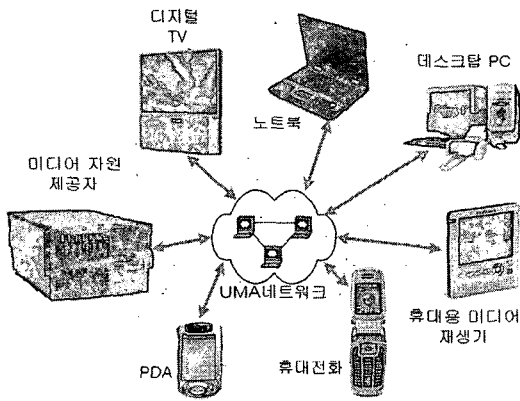 디지털
TV
노트북
데스크탑 PC
미디어 자원
제공자
UMA네트워크
휴대용 미디어
재생기
PDA
휴대전화